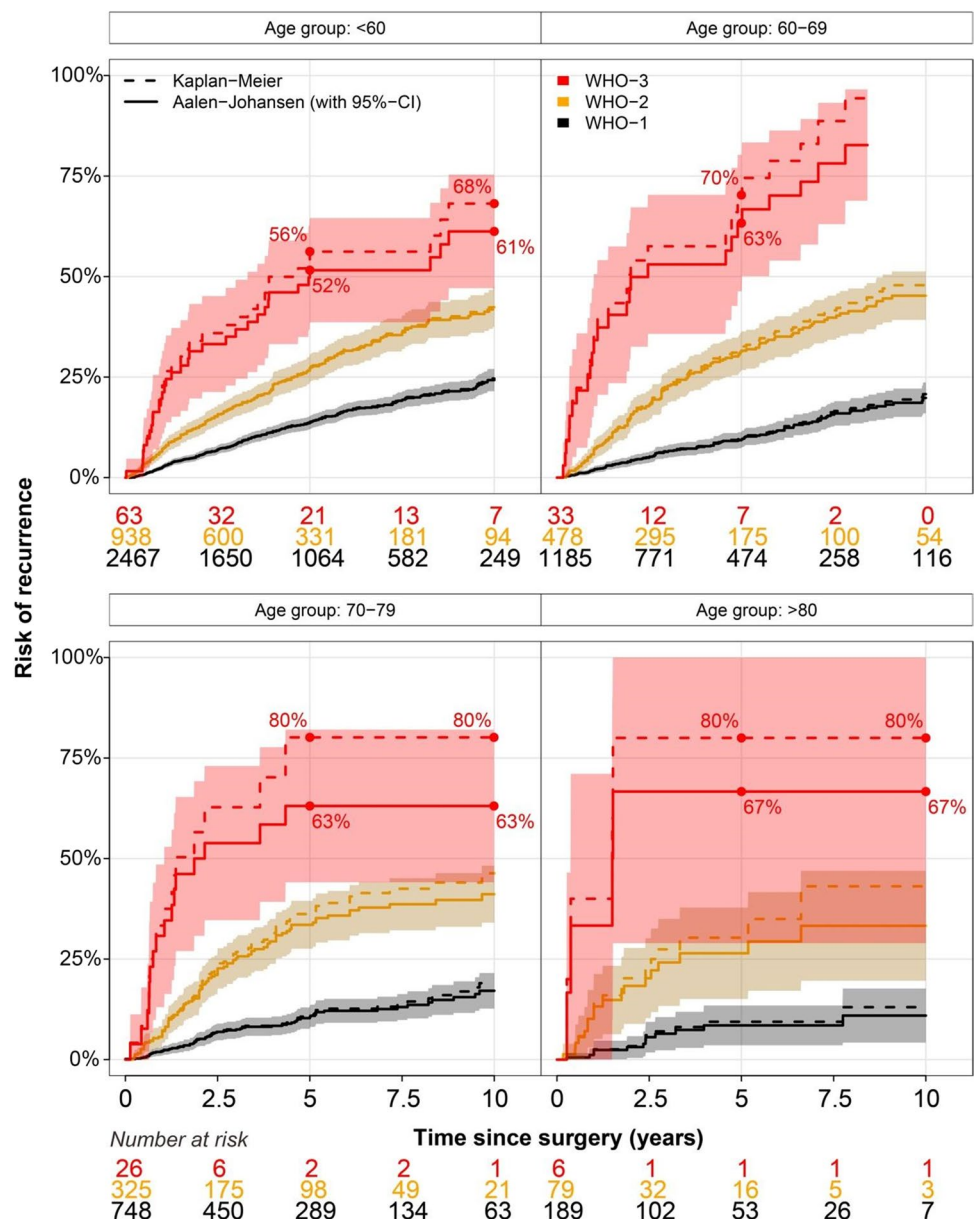 Age group: <60
Age group: 60−69
100%
Kaplan−Meier
Aalen−Johansen (with 95%−CI)
WHO−3
WHO−2
WHO−1
75%
68%
56%
61%
52%
70%
63%
50%
25%
0%
63 32 21 13 7
938 600 331 181 94
2467 1650 1064 582 249
33 12 7 2 0
478 295 175 100 54
1185 771 474 258 116
Risk of recurrence
Age group: 70−79
Age group: >80
100%
80% 80%
63% 63%
80% 80%
67% 67%
75%
50%
25%
0%
0 2.5 5 7.5 10
0 2.5 5 7.5 10
Number at risk
Time since surgery (years)
26 6 2 2 1
325 175 98 49 21
748 450 289 134 63
6 1 1 1 1
79 32 16 5 3
189 102 53 26 7